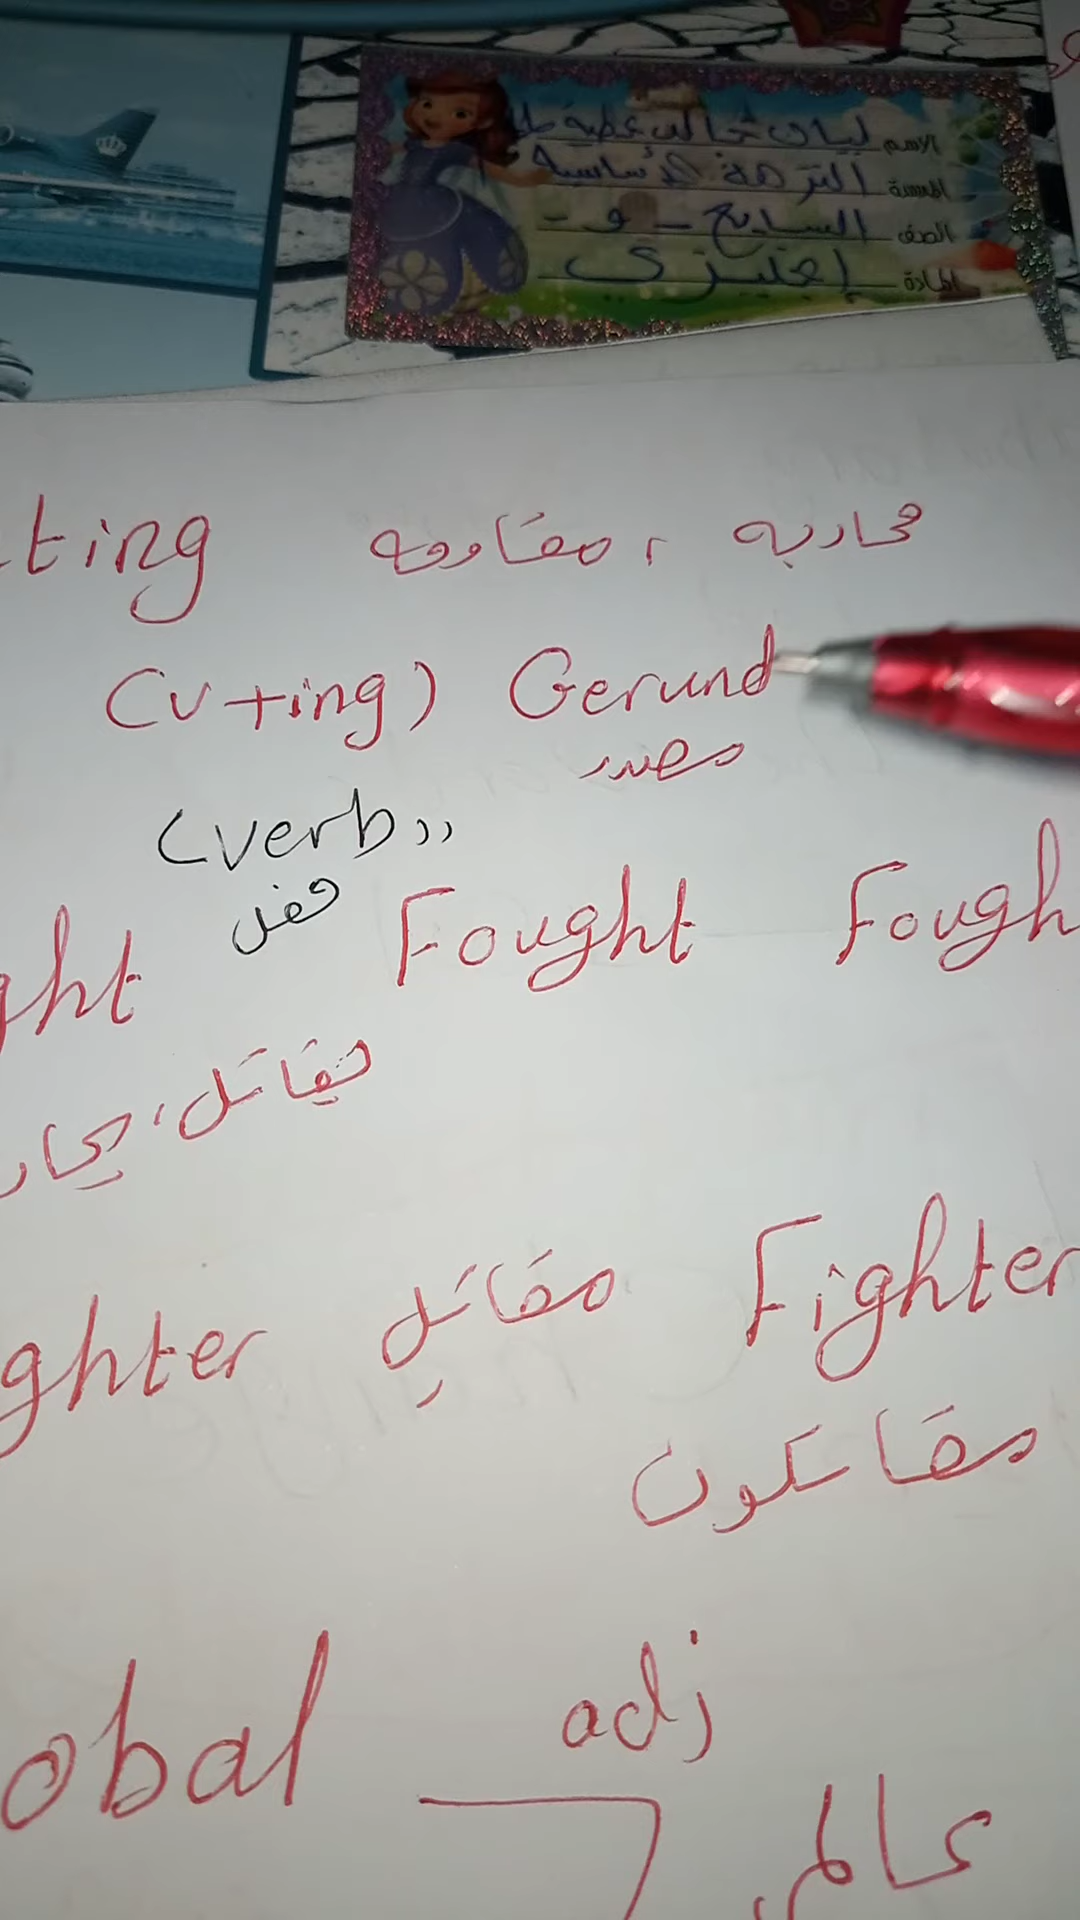 الاسم ليان خالد عطية
المدرسة النزهة الأساسية
الصف السابع - و -
المادة إنجليزي
ting محاربه ، مقاومه
(v+ing) Gerund
مصدر
(verb))
فعل
ght Fought Fough
يقاتل، يحار
ghter مقاتل Fighter
مقاتلون
obal adj
عالمي